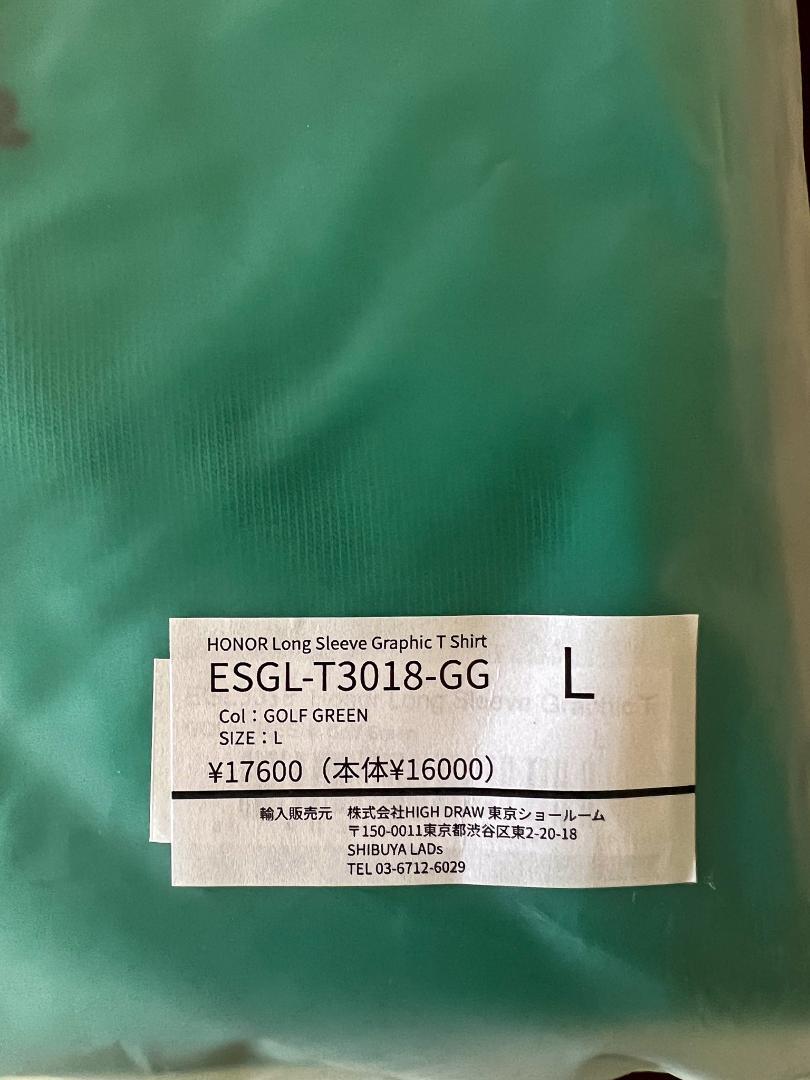 HONOR Long Sleeve Graphic T Shirt
ESGL-T3018-GG
L
Col：GOLF GREEN
SIZE：L
¥17600（本体¥16000）
輸入販売元 株式会社HIGH DRAW 東京ショールーム
〒150-0011東京都渋谷区東2-20-18
SHIBUYA LADs
TEL 03-6712-6029
Long Sleeve Graphic T